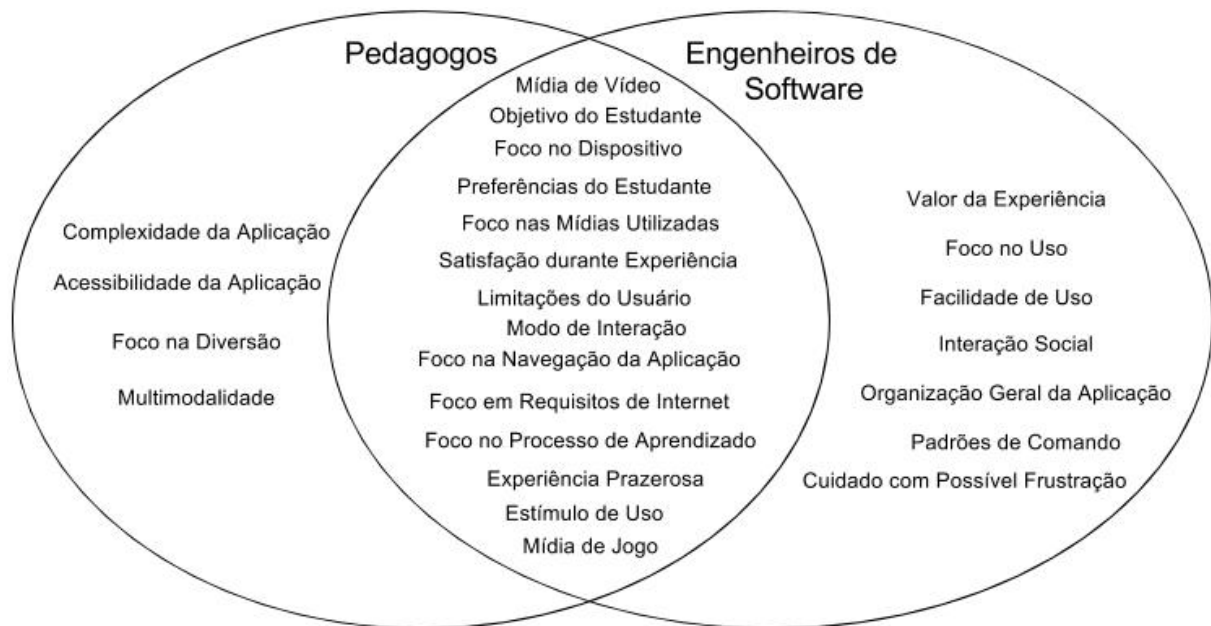 Pedagogos
Engenheiros de
Software
Complexidade da Aplicação
Acessibilidade da Aplicação
Foco na Diversão
Multimodalidade
Mídia de Vídeo
Objetivo do Estudante
Foco no Dispositivo
Preferências do Estudante
Foco nas Mídias Utilizadas
Satisfação durante Experiência
Limitações do Usuário
Modo de Interação
Foco na Navegação da Aplicação
Foco em Requisitos de Internet
Foco no Processo de Aprendizado
Experiência Prazerosa
Estímulo de Uso
Mídia de Jogo
Valor da Experiência
Foco no Uso
Facilidade de Uso
Interação Social
Organização Geral da Aplicação
Padrões de Comando
Cuidado com Possível Frustração